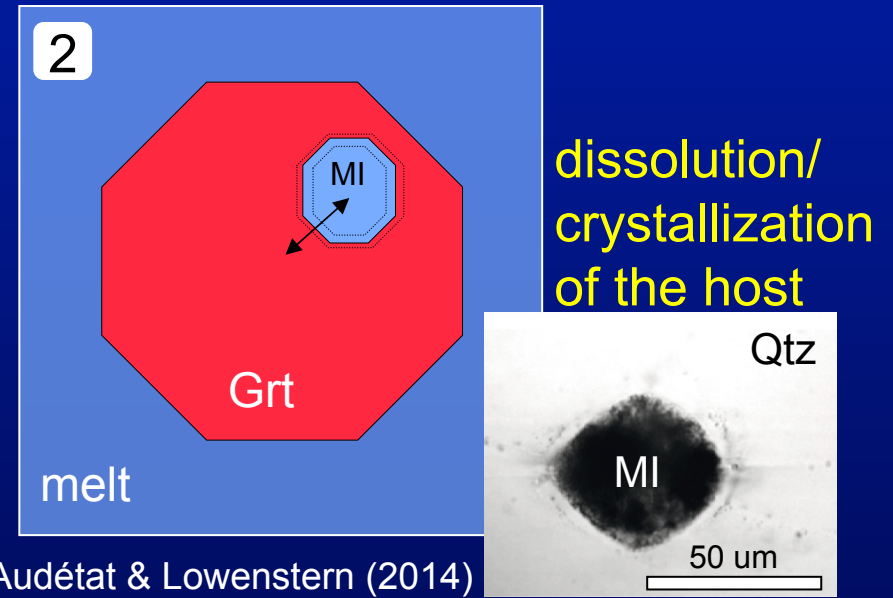 2
MI
Grt
melt
dissolution/
crystallization
of the host
Qtz
MI
50 um
Audétat & Lowenstern (2014)